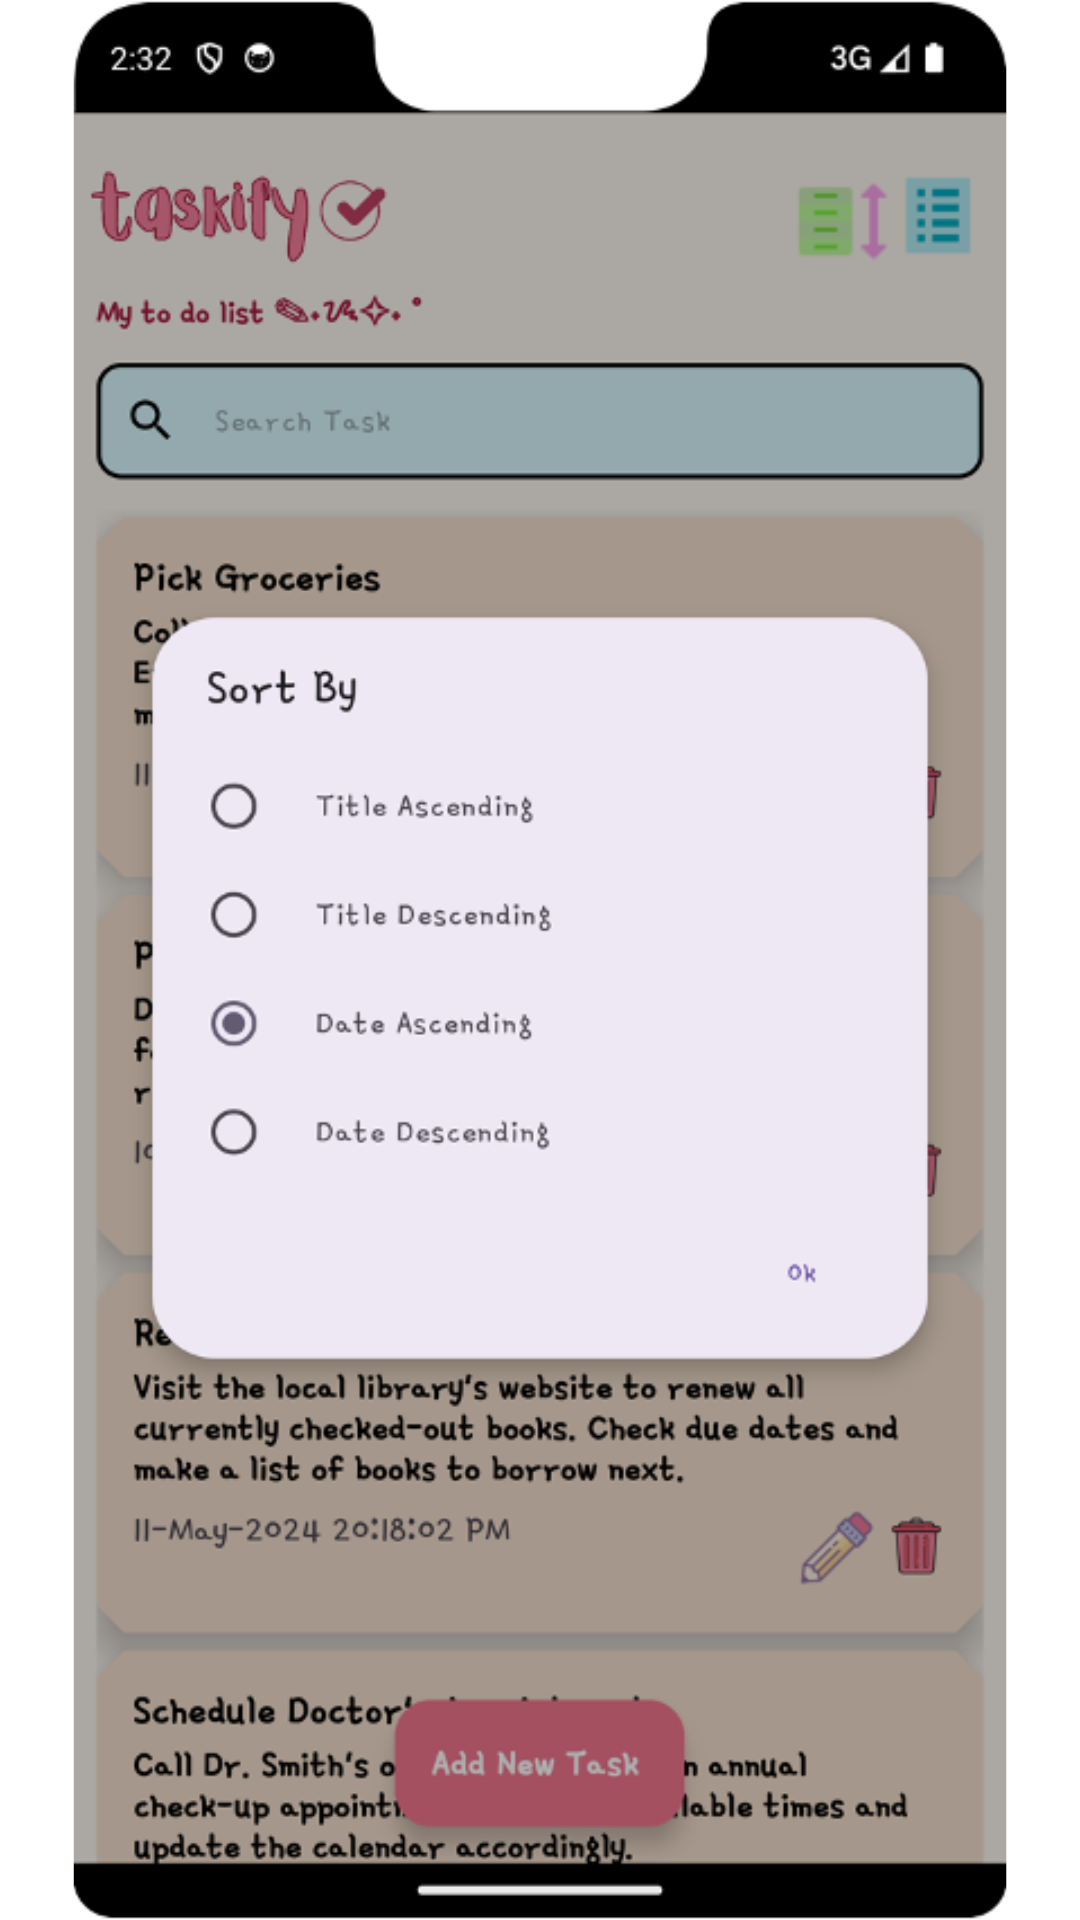 2:32
3G
taskify
My to do list
Search Task
Pick Groceries
Sort By
Title Ascending
Title Descending
Date Ascending
Date Descending
Ok
Visit the local library's website to renew all
currently checked-out books. Check due dates and
make a list of books to borrow next.
11-May-2024 20:18:02 PM
Schedule Doctor's
Call Dr. Smith's annual
Add New Task
check-up times and
update the calendar accordingly.